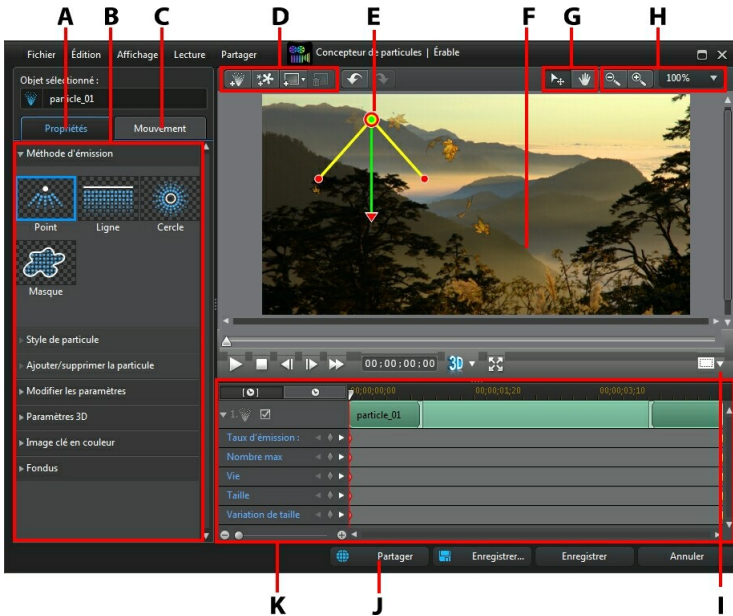 A B C D E F G H
Fichier Édition Affichage Lecture Partager Concepteur de particules | Érable
Objet sélectionné :
particle_01
100%
Propriétés Mouvement
Méthode d'émission
Point Ligne Cercle
Masque
Style de particule
Ajouter/supprimer la particule
Modifier les paramètres
Paramètres 3D
Image clé en couleur
Fondus
00:00:00:00 3D
00;00;00;00 00;00;01;20 00;00;03;10
1. particle_01
Taux d'émission :
Nombre max
Vie
Taille
Variation de taille
Partager Enregistrer... Enregistrer Annuler
K J I